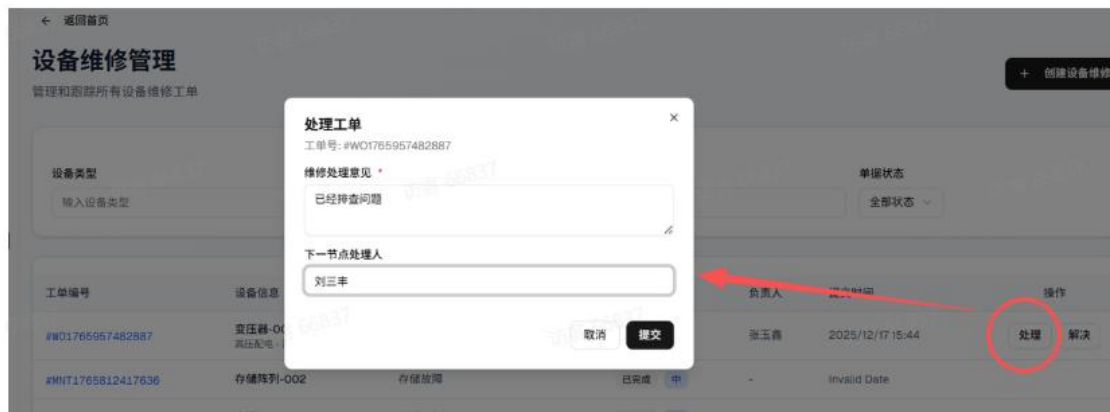 ← 返回首页
设备维修管理
管理和跟踪所有设备维修工单
+ 创建设备维修
处理工单
×
工单号: #WO1765957482887
维修处理意见 *
已经排查问题
下一节点处理人
刘三丰
取消 提交
设备类型 单据状态
输入设备类型 全部状态
工单编号 设备信息 负责人 提交时间 操作
#WO1765957482887 变压器-00 张玉鑫 2025/12/17 15:44 处理 解决
高压配电 -
#MNT1765812417636 存储阵列-002 存储故障 已完成 中 - Invalid Date